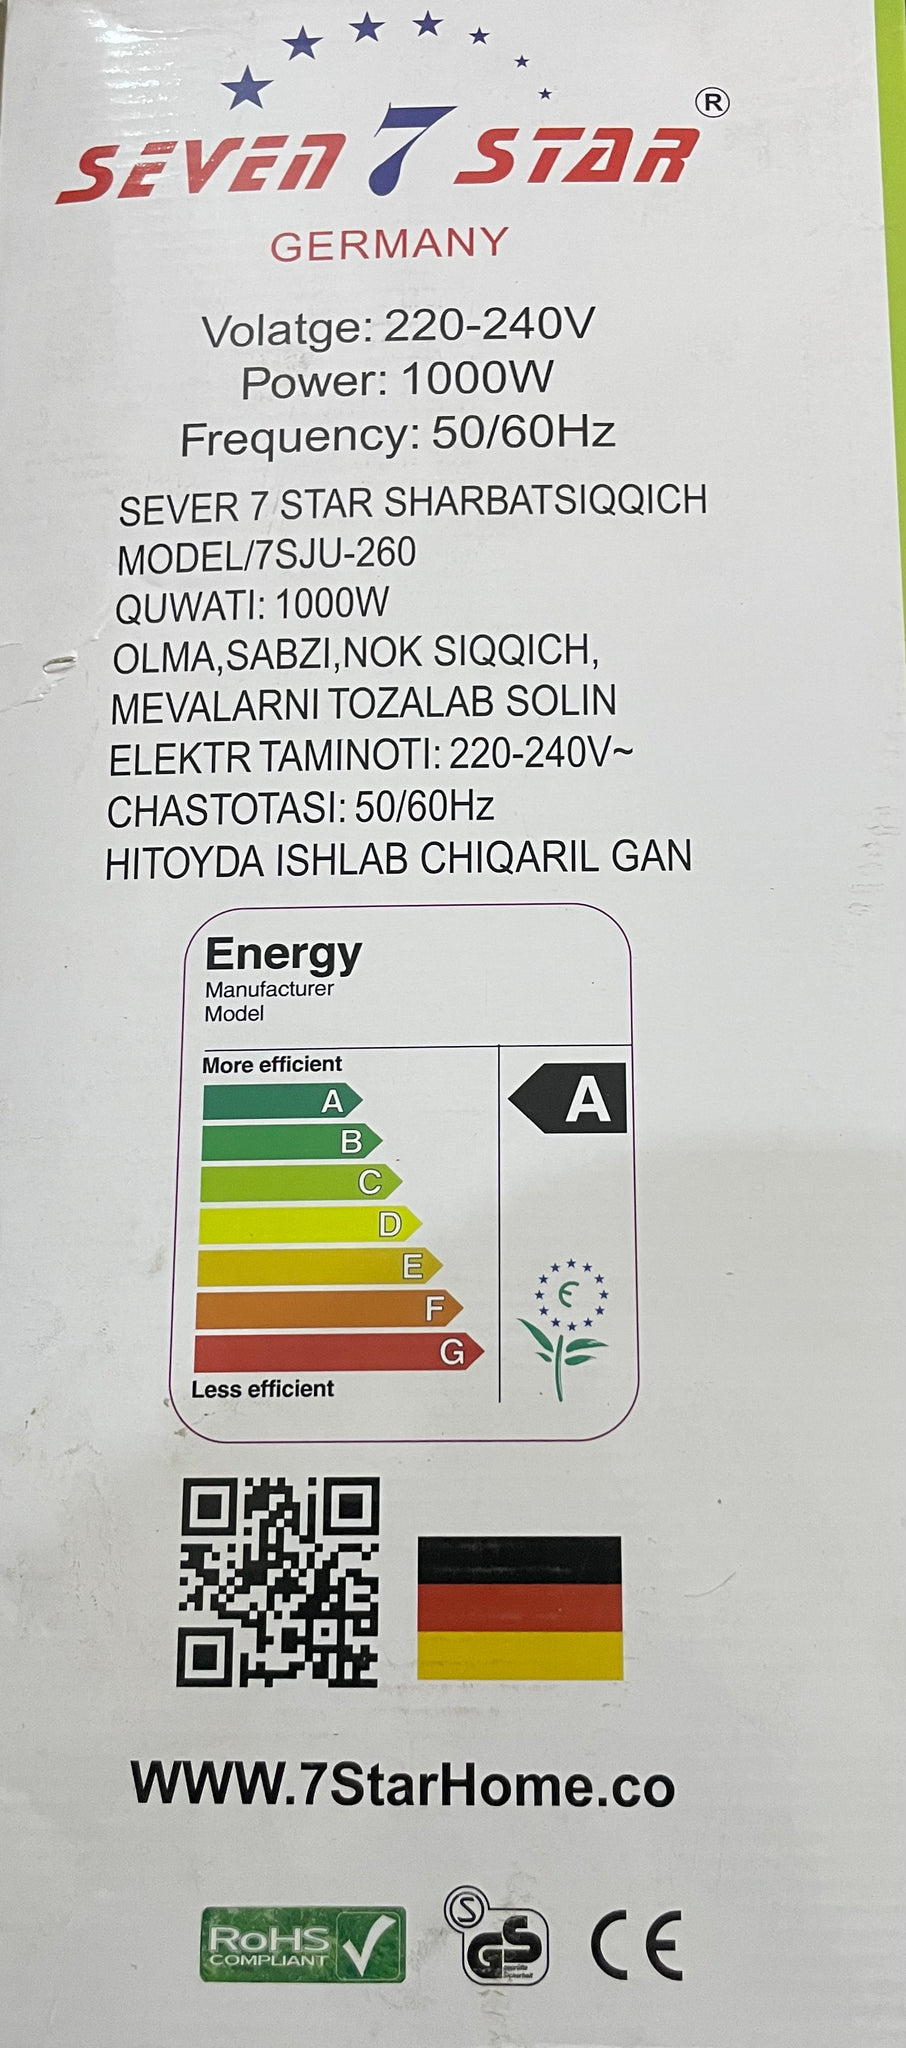 SEVEN 7 STAR ®
GERMANY
Volatge: 220-240V
Power: 1000W
Frequency: 50/60Hz
SEVER 7 STAR SHARBATSIQQICH
MODEL/7SJU-260
QUWATI: 1000W
OLMA,SABZI,NOK SIQQICH,
MEVALARNI TOZALAB SOLIN
ELEKTR TAMINOTI: 220-240V~
CHASTOTASI: 50/60Hz
HITOYDA ISHLAB CHIQARIL GAN
Energy
Manufacturer
Model
More efficient
A
A
B
C
D
E
F
G
Less efficient
WWW.7StarHome.co
RoHS
COMPLIANT
S
GS
geprüfte
Sicherheit
CE